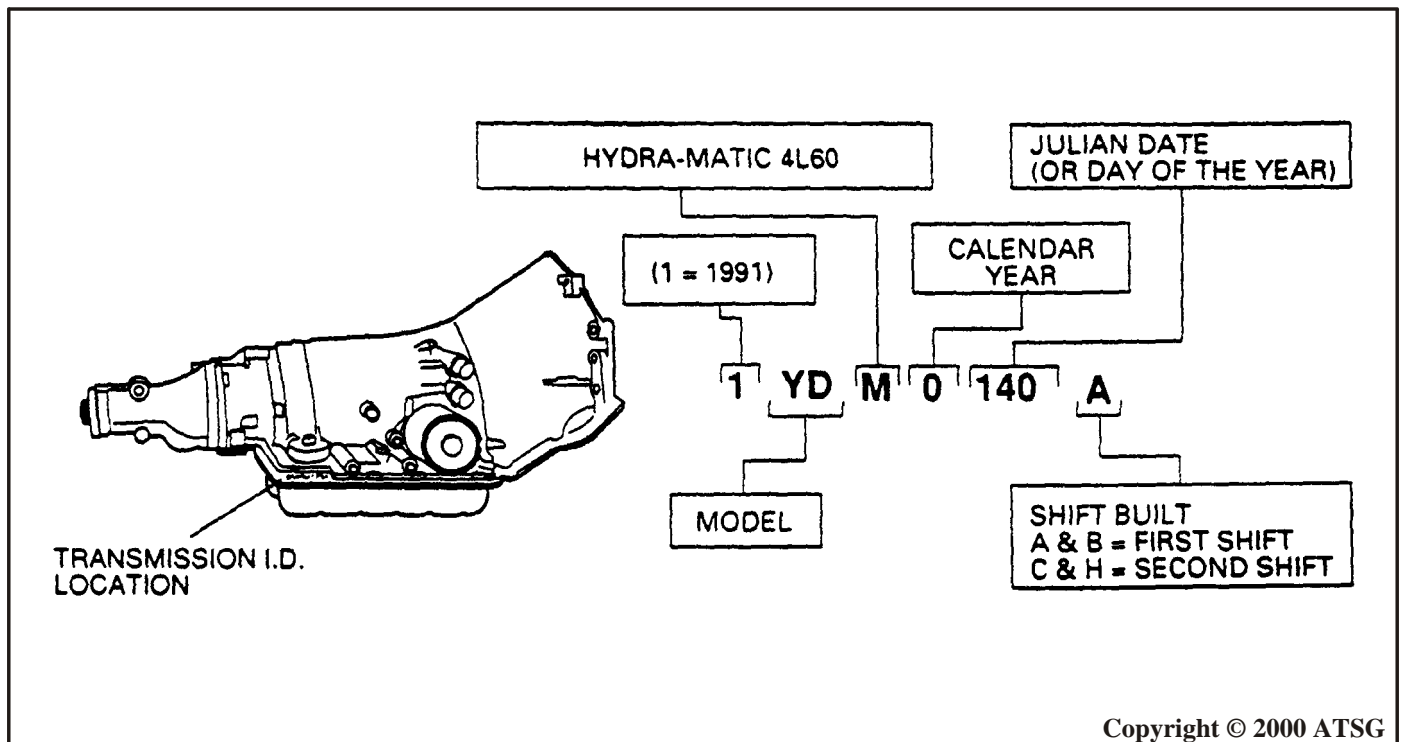 HYDRA-MATIC 4L60
JULIAN DATE
(OR DAY OF THE YEAR)
(1 = 1991)
CALENDAR
YEAR
1 YD M 0 140 A
MODEL
SHIFT BUILT
A & B = FIRST SHIFT
C & H = SECOND SHIFT
TRANSMISSION I.D.
LOCATION
Copyright © 2000 ATSG